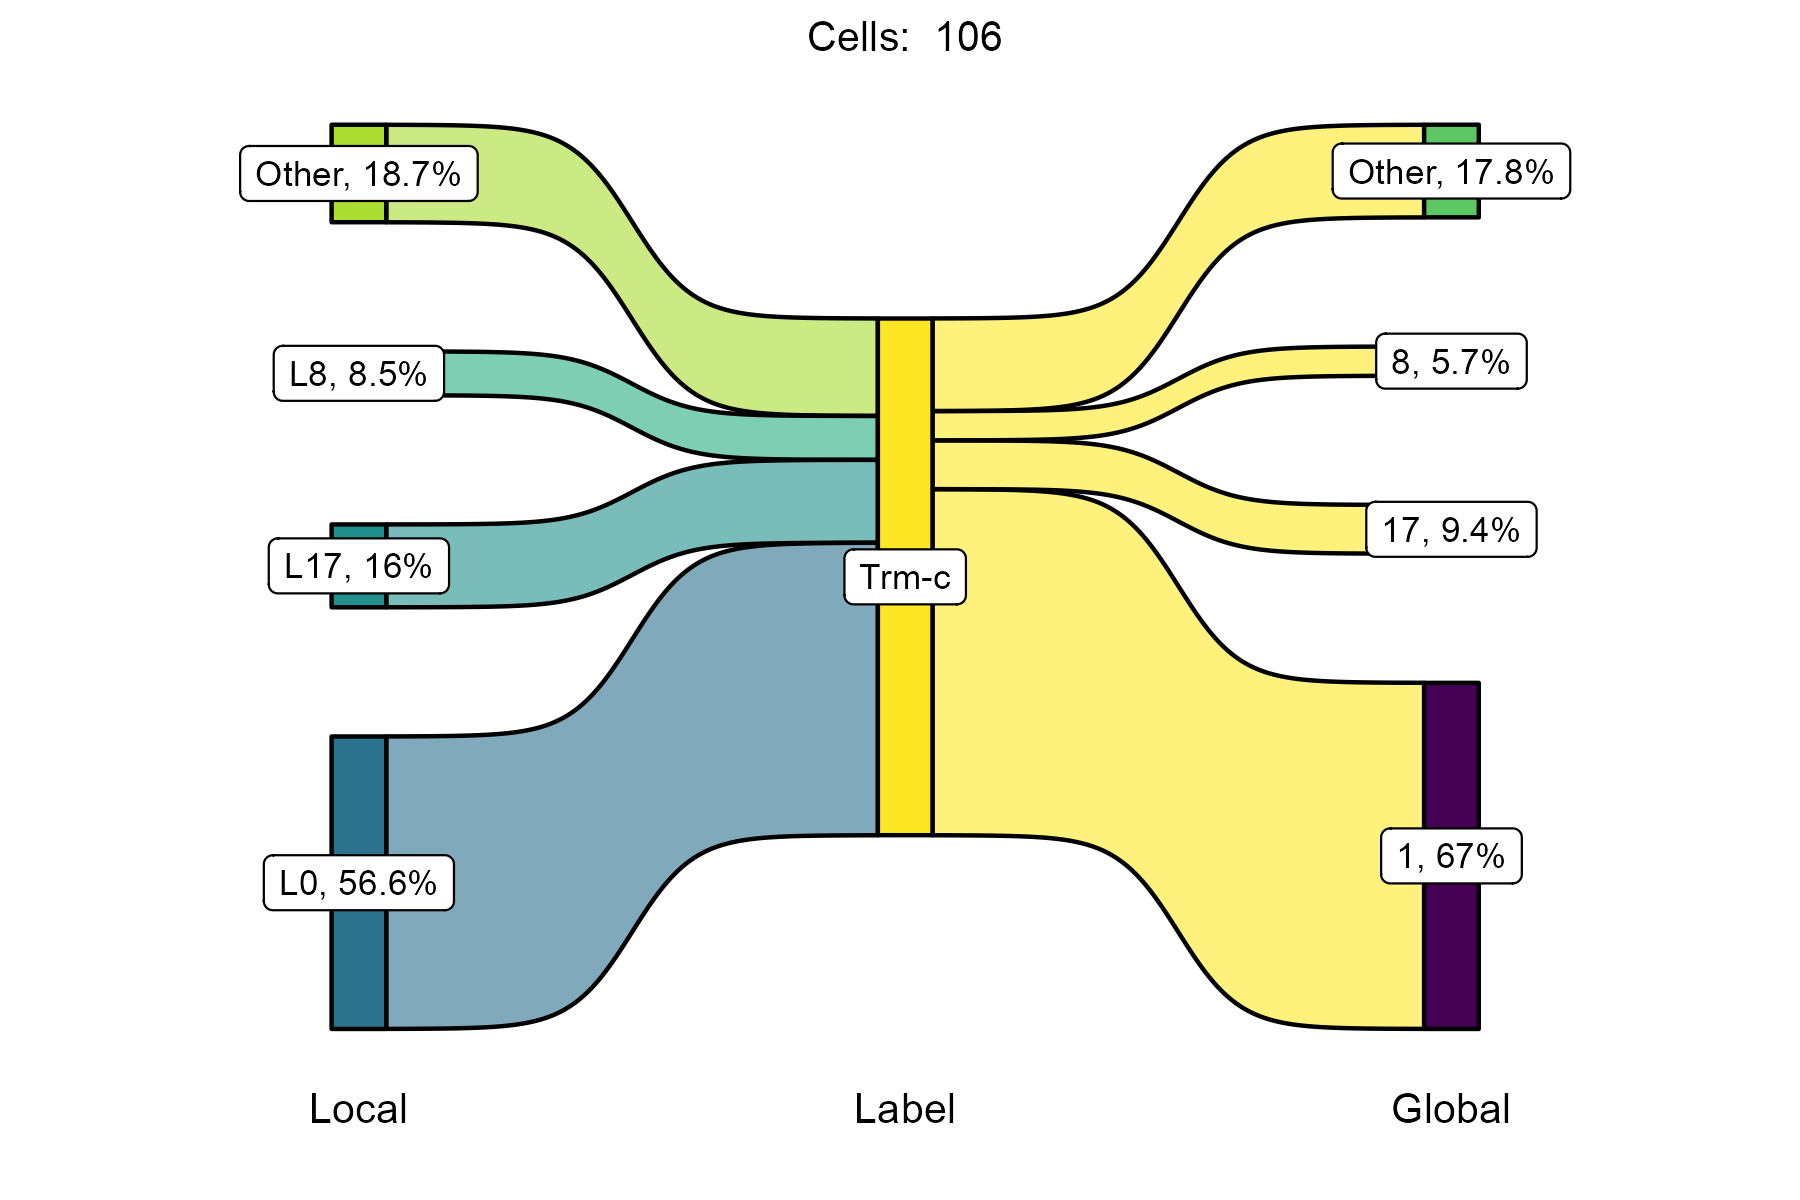 Cells:  106
Other, 18.7%
Other, 17.8%
L8, 8.5%
8, 5.7%
L17, 16%
17, 9.4%
Trm-c
L0, 56.6%
1, 67%
Local
Label
Global